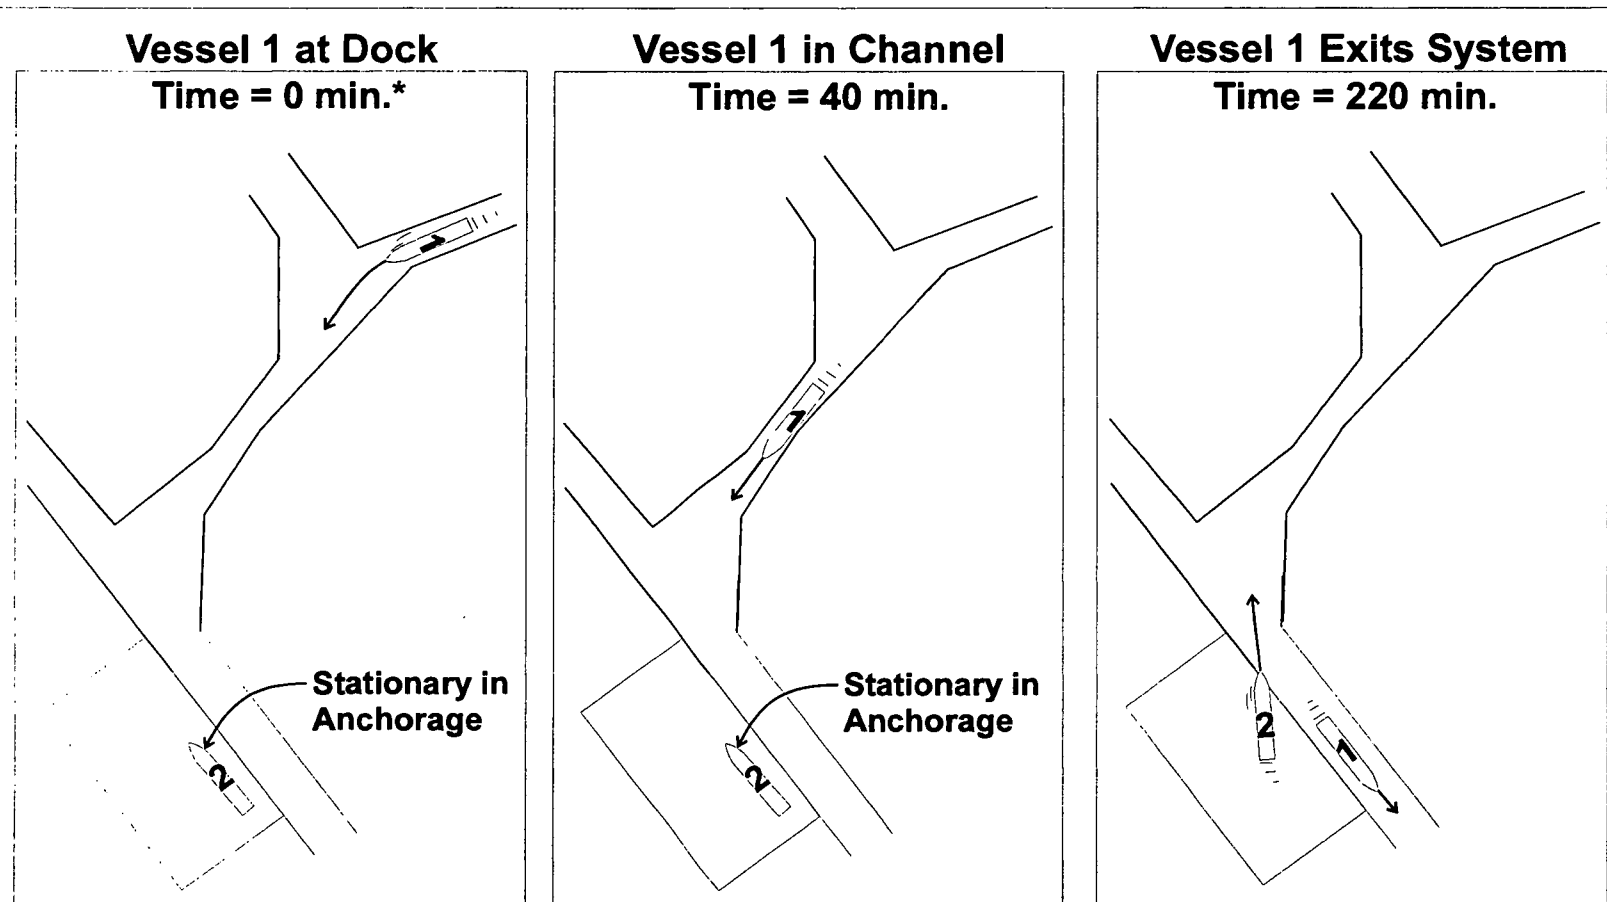 Vessel 1 at Dock
Time = 0 min.*
1
Stationary in
Anchorage
2
Vessel 1 in Channel
Time = 40 min.
1
Stationary in
Anchorage
2
Vessel 1 Exits System
Time = 220 min.
2
1